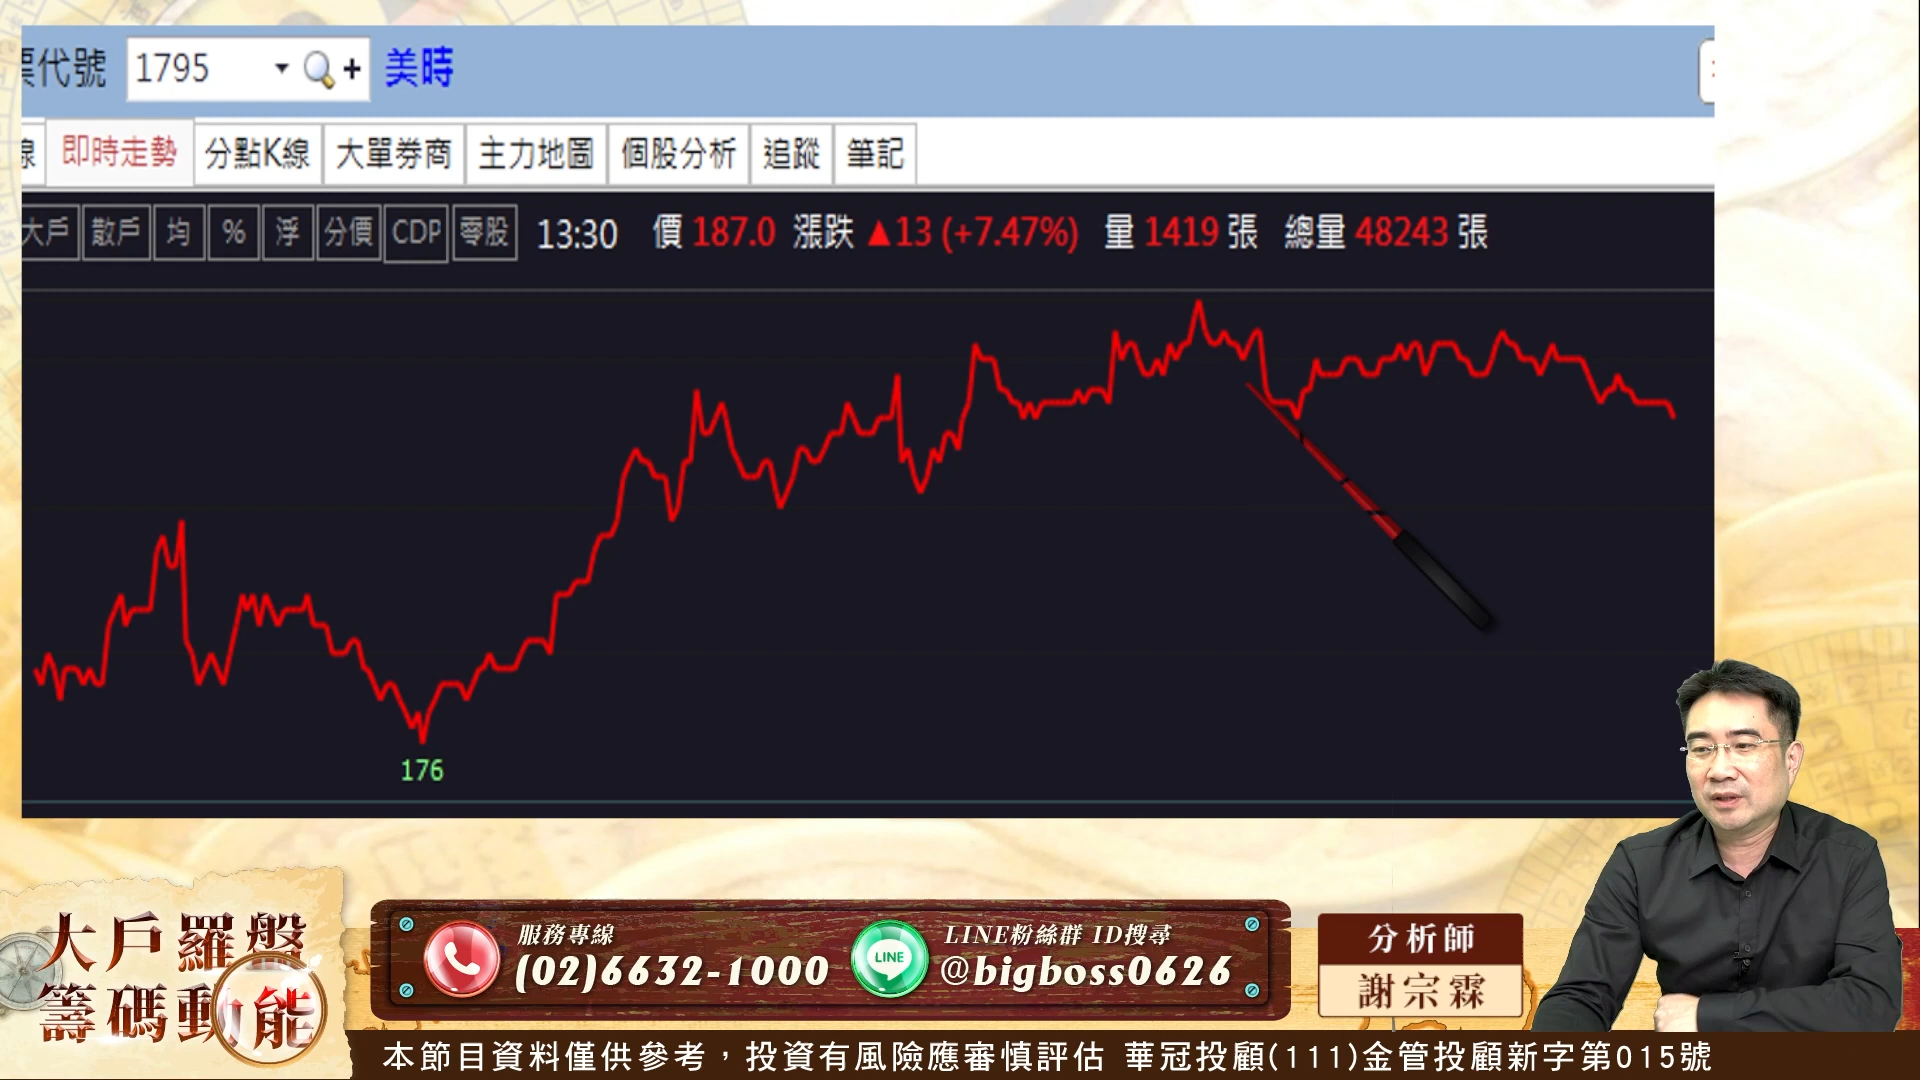 票代號 1795 美時
線 即時走勢 分點K線 大單券商 主力地圖 個股分析 追蹤 筆記
大戶 散戶 均 % 浮 分價 CDP 零股 13:30 價 187.0 漲跌 ▲13 (+7.47%) 量 1419 張 總量 48243 張
176
大戶羅盤
籌碼動能
服務專線
(02)6632-1000
LINE
LINE粉絲群 ID搜尋
@bigboss0626
分析師
謝宗霖
本節目資料僅供參考，投資有風險應審慎評估 華冠投顧(111)金管投顧新字第015號